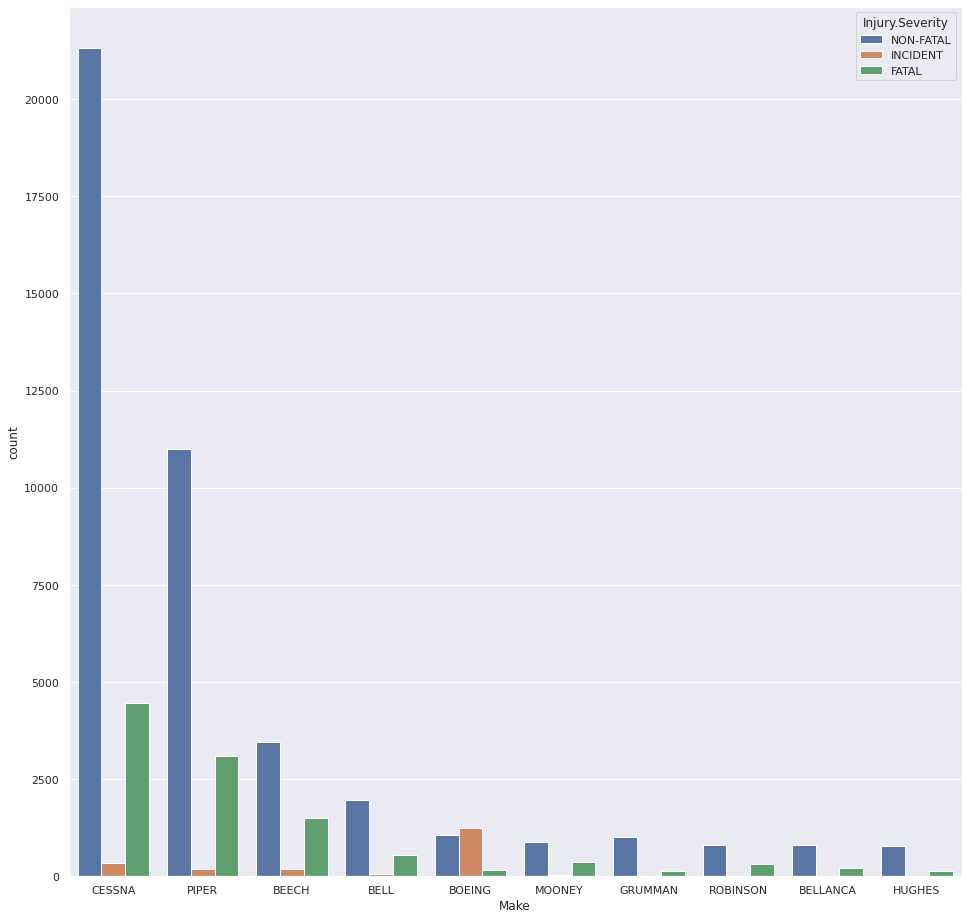 Injury.Severity
NON-FATAL
INCIDENT
FATAL
20000
17500
15000
12500
10000
7500
5000
2500
0
count
CESSNA PIPER BEECH BELL BOEING MOONEY GRUMMAN ROBINSON BELLANCA HUGHES
Make